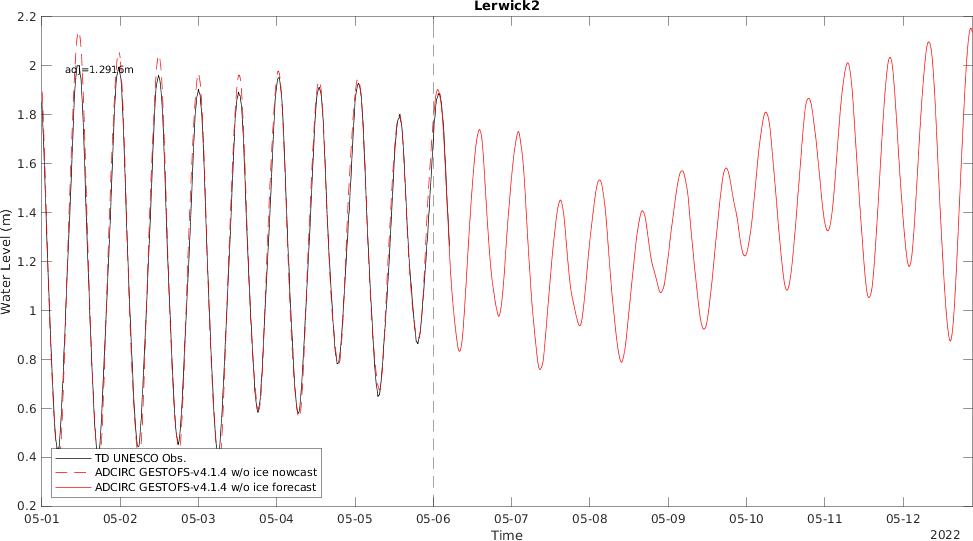 Lerwick2
2.2
2
1.8
1.6
1.4
1.2
1
0.8
0.6
0.4
0.2
Water Level (m)
adj=1.2916m
TD UNESCO Obs.
ADCIRC GESTOFS-v4.1.4 w/o ice nowcast
ADCIRC GESTOFS-v4.1.4 w/o ice forecast
05-01 05-02 05-03 05-04 05-05 05-06 05-07 05-08 05-09 05-10 05-11 05-12
Time
2022